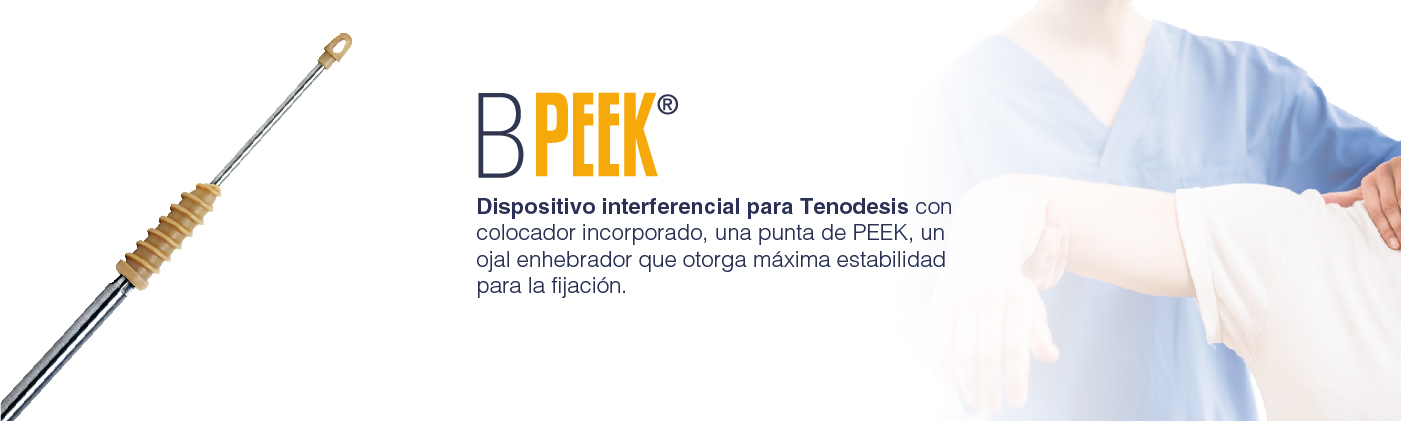 B PEEK®
Dispositivo interferencial para Tenodesis con
colocador incorporado, una punta de PEEK, un
ojal enhebrador que otorga máxima estabilidad
para la fijación.